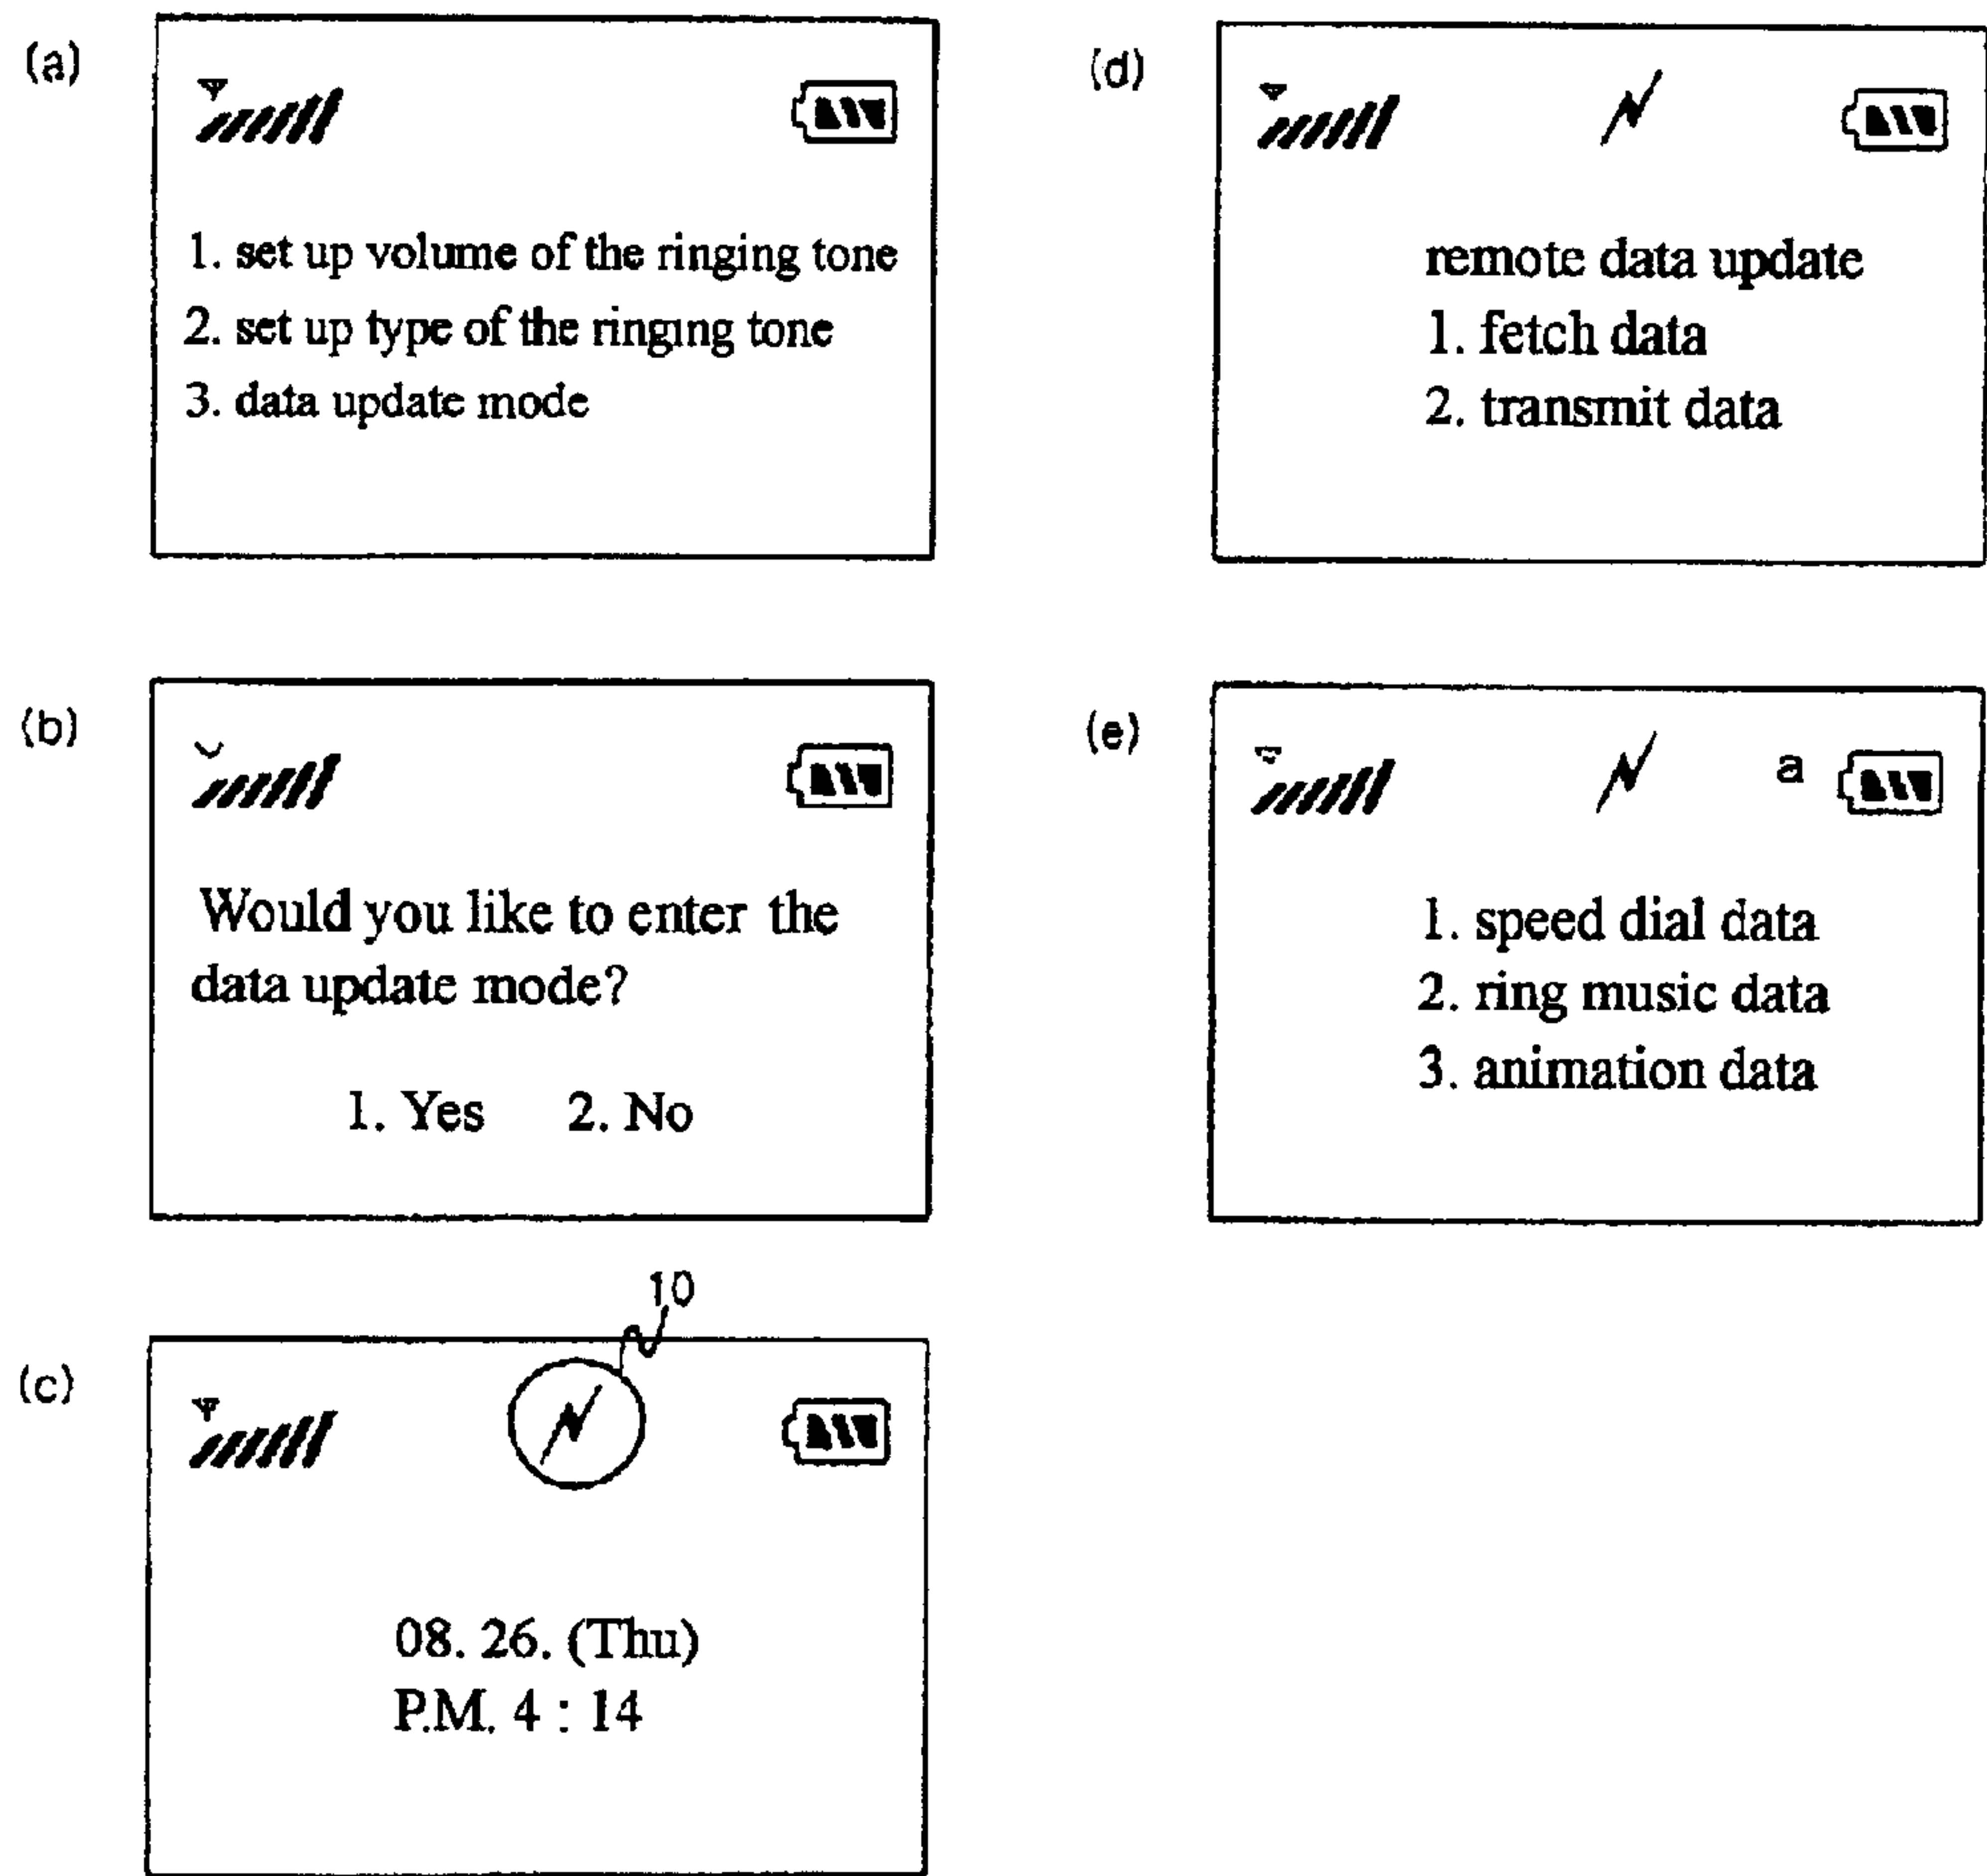 (a)
1. set up volume of the ringing tone
2. set up type of the ringing tone
3. data update mode
(b)
Would you like to enter the
data update mode?
1. Yes 2. No
(c)
10
08. 26. (Thu)
P.M. 4 : 14
(d)
remote data update
1. fetch data
2. transmit data
(e)
a
1. speed dial data
2. ring music data
3. animation data